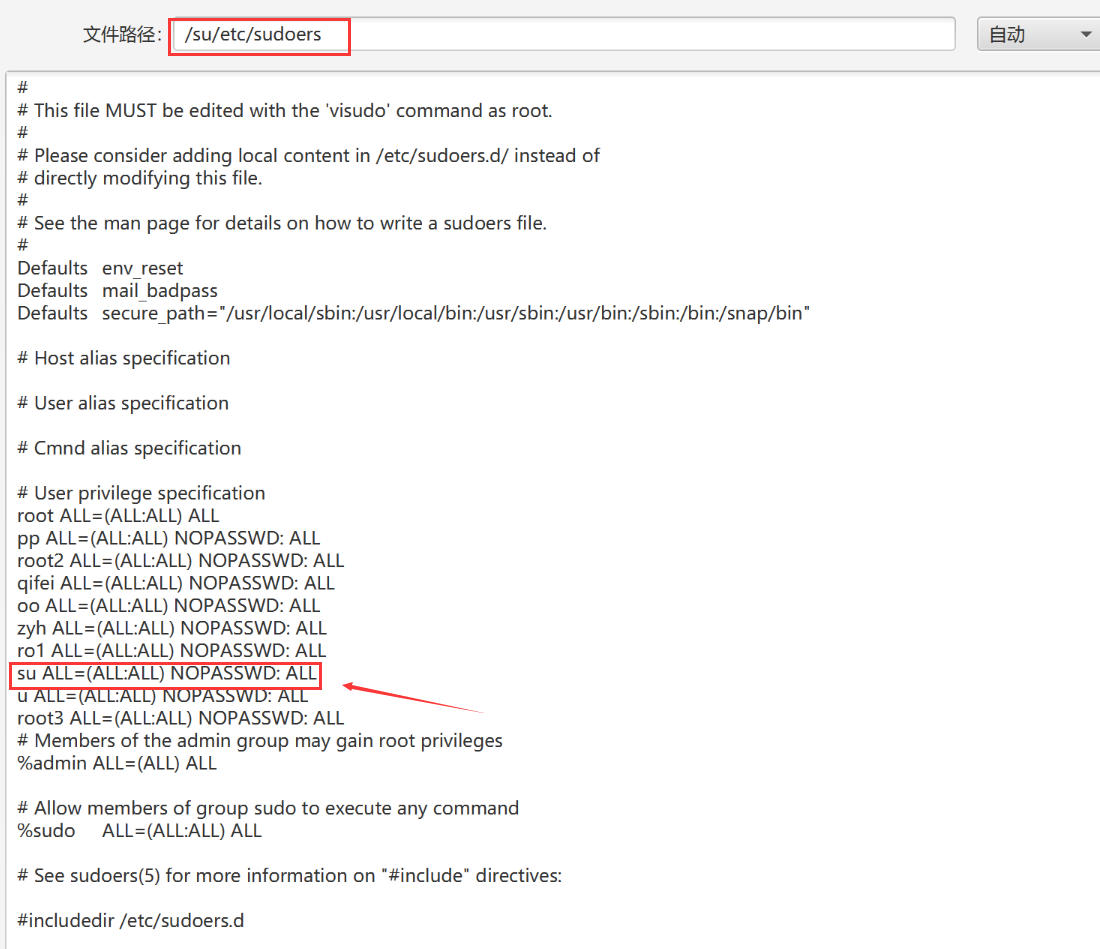 文件路径： /su/etc/sudoers 自动
#
# This file MUST be edited with the 'visudo' command as root.
#
# Please consider adding local content in /etc/sudoers.d/ instead of
# directly modifying this file.
#
# See the man page for details on how to write a sudoers file.
#
Defaults env_reset
Defaults mail_badpass
Defaults secure_path="/usr/local/sbin:/usr/local/bin:/usr/sbin:/usr/bin:/sbin:/bin:/snap/bin"
# Host alias specification
# User alias specification
# Cmnd alias specification
# User privilege specification
root ALL=(ALL:ALL) ALL
pp ALL=(ALL:ALL) NOPASSWD: ALL
root2 ALL=(ALL:ALL) NOPASSWD: ALL
qifei ALL=(ALL:ALL) NOPASSWD: ALL
oo ALL=(ALL:ALL) NOPASSWD: ALL
zyh ALL=(ALL:ALL) NOPASSWD: ALL
ro1 ALL=(ALL:ALL) NOPASSWD: ALL
su ALL=(ALL:ALL) NOPASSWD: ALL
u ALL=(ALL:ALL) NOPASSWD: ALL
root3 ALL=(ALL:ALL) NOPASSWD: ALL
# Members of the admin group may gain root privileges
%admin ALL=(ALL) ALL
# Allow members of group sudo to execute any command
%sudo ALL=(ALL:ALL) ALL
# See sudoers(5) for more information on "#include" directives:
#includedir /etc/sudoers.d